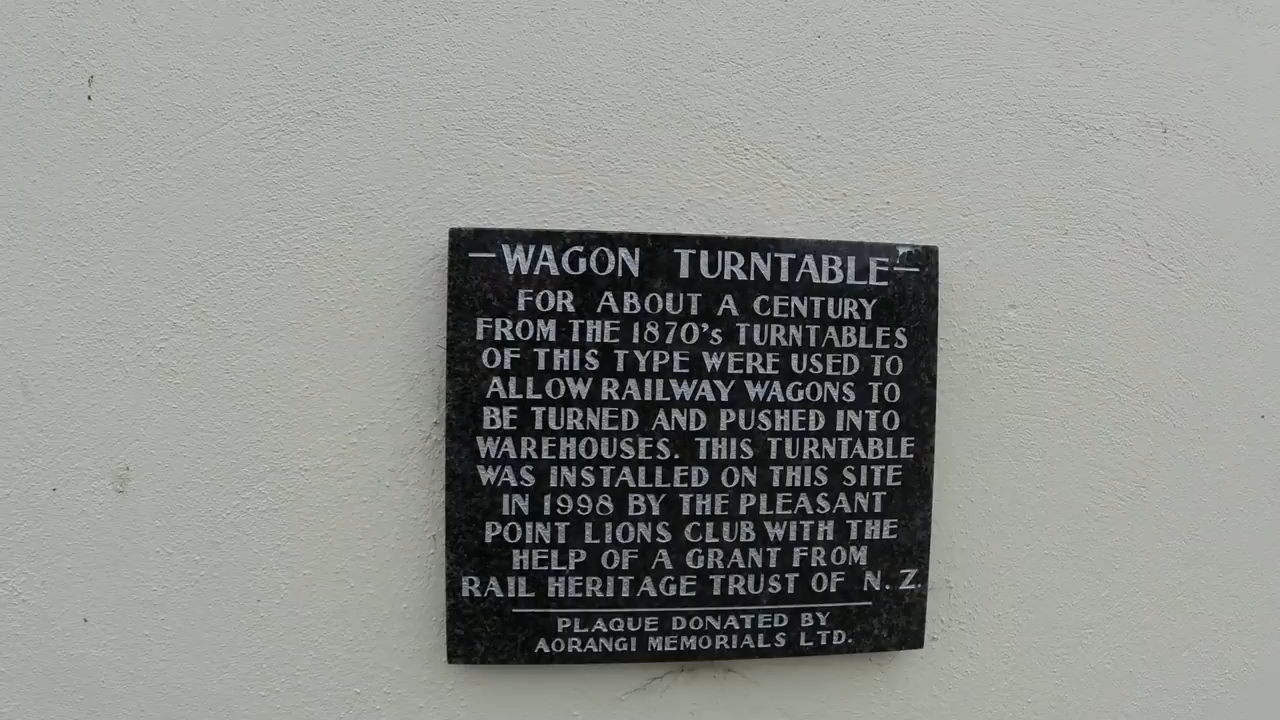 —WAGON TURNTABLE—
FOR ABOUT A CENTURY
FROM THE 1870's TURNTABLES
OF THIS TYPE WERE USED TO
ALLOW RAILWAY WAGONS TO
BE TURNED AND PUSHED INTO
WAREHOUSES. THIS TURNTABLE
WAS INSTALLED ON THIS SITE
IN 1998 BY THE PLEASANT
POINT LIONS CLUB WITH THE
HELP OF A GRANT FROM
RAIL HERITAGE TRUST OF N. Z.
PLAQUE DONATED BY
AORANGI MEMORIALS LTD.